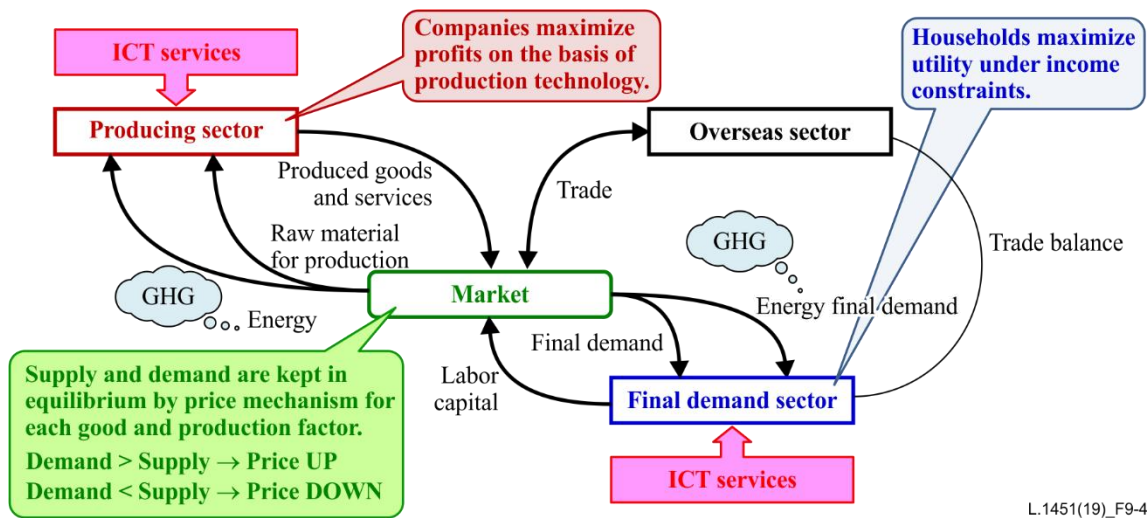 ICT services
Companies maximize
profits on the basis of
production technology.
Households maximize
utility under income
constraints.
Producing sector
Overseas sector
Produced goods
and services
Trade
Raw material
for production
GHG
GHG
Trade balance
Market
Energy
Energy final demand
Final demand
Supply and demand are kept in
equilibrium by price mechanism for
each good and production factor.
Demand > Supply → Price UP
Demand < Supply → Price DOWN
Labor
capital
Final demand sector
ICT services
L.1451(19)_F9-4